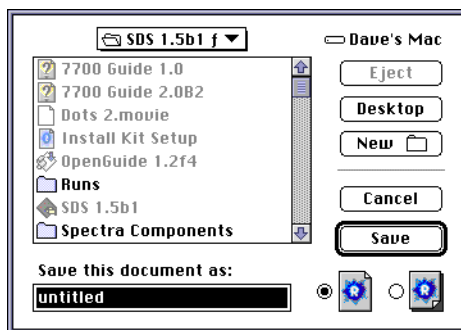 SDS 1.5b1 ƒ
Dave's Mac
7700 Guide 1.0
7700 Guide 2.0B2
Dots 2.movie
Install Kit Setup
OpenGuide 1.2f4
Runs
SDS 1.5b1
Spectra Components
Eject
Desktop
New
Cancel
Save
Save this document as:
untitled
R
R